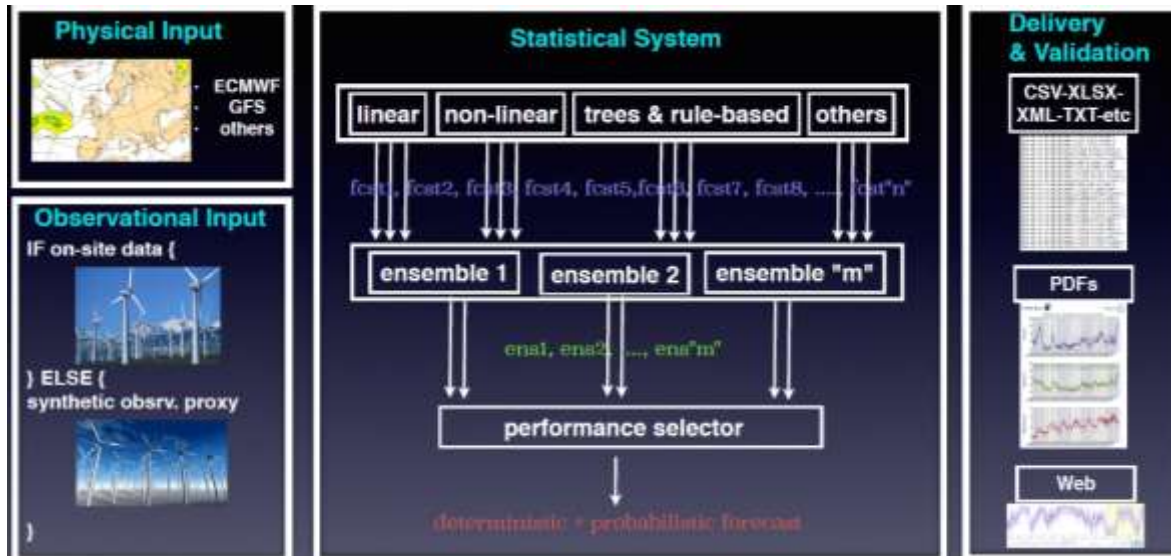 Physical Input
- ECMWF
- GFS
- others
Observational Input
IF on-site data {
} ELSE {
synthetic obsrv. proxy
}
Statistical System
linear
non-linear
trees & rule-based
others
fcst1, fcst2, fcst3, fcst4, fcst5,fcst3, fcst7, fcst8, ...., fcst"n"
ensemble 1
ensemble 2
ensemble "m"
ens1, ens2, ...., ens"m"
performance selector
deterministic + probabilistic forecast
Delivery
& Validation
CSV-XLSX-
XML-TXT-etc
PDFs
Web